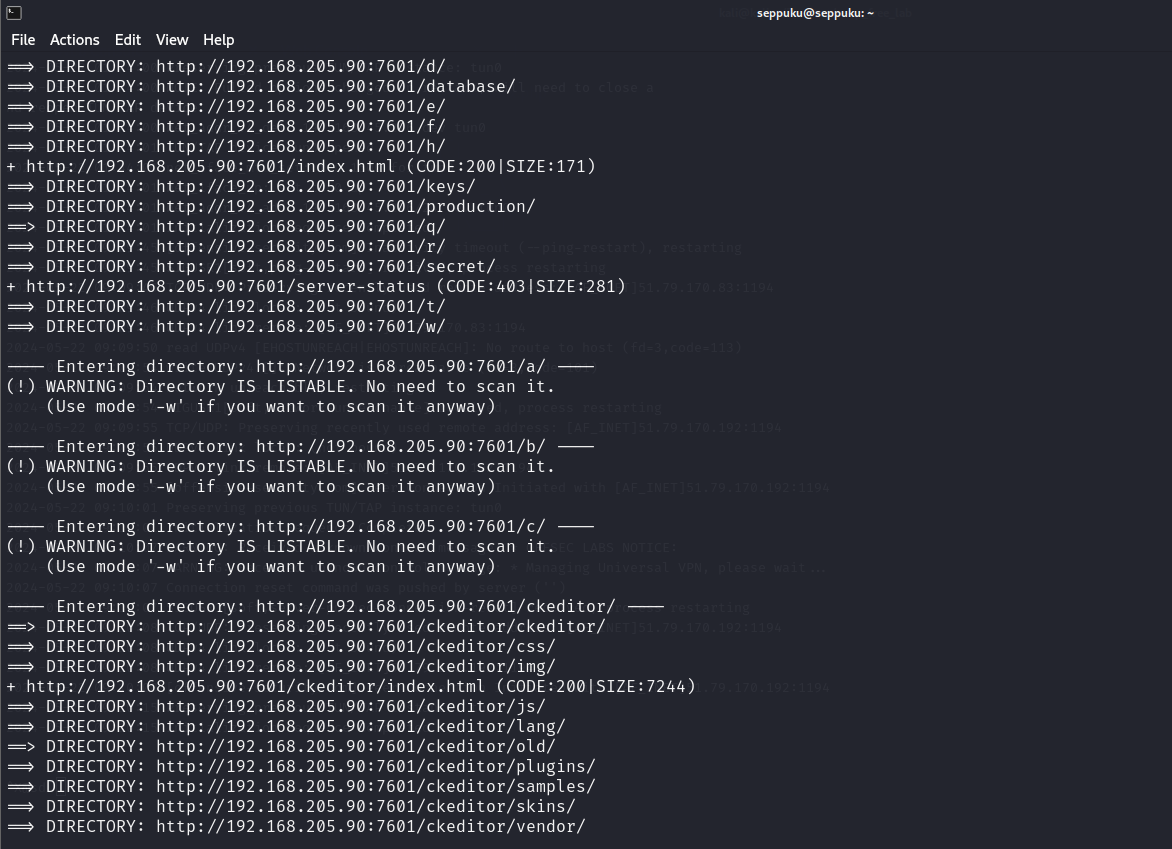 seppuku@seppuku: ~
File Actions Edit View Help
==> DIRECTORY: http://192.168.205.90:7601/d/
==> DIRECTORY: http://192.168.205.90:7601/database/
==> DIRECTORY: http://192.168.205.90:7601/e/
==> DIRECTORY: http://192.168.205.90:7601/f/
==> DIRECTORY: http://192.168.205.90:7601/h/
+ http://192.168.205.90:7601/index.html (CODE:200|SIZE:171)
==> DIRECTORY: http://192.168.205.90:7601/keys/
==> DIRECTORY: http://192.168.205.90:7601/production/
==> DIRECTORY: http://192.168.205.90:7601/q/
==> DIRECTORY: http://192.168.205.90:7601/r/
==> DIRECTORY: http://192.168.205.90:7601/secret/
+ http://192.168.205.90:7601/server-status (CODE:403|SIZE:281)
==> DIRECTORY: http://192.168.205.90:7601/t/
==> DIRECTORY: http://192.168.205.90:7601/w/
---- Entering directory: http://192.168.205.90:7601/a/ ----
(!) WARNING: Directory IS LISTABLE. No need to scan it.
(Use mode '-w' if you want to scan it anyway)
---- Entering directory: http://192.168.205.90:7601/b/ ----
(!) WARNING: Directory IS LISTABLE. No need to scan it.
(Use mode '-w' if you want to scan it anyway)
---- Entering directory: http://192.168.205.90:7601/c/ ----
(!) WARNING: Directory IS LISTABLE. No need to scan it.
(Use mode '-w' if you want to scan it anyway)
---- Entering directory: http://192.168.205.90:7601/ckeditor/ ----
==> DIRECTORY: http://192.168.205.90:7601/ckeditor/ckeditor/
==> DIRECTORY: http://192.168.205.90:7601/ckeditor/css/
==> DIRECTORY: http://192.168.205.90:7601/ckeditor/img/
+ http://192.168.205.90:7601/ckeditor/index.html (CODE:200|SIZE:7244)
==> DIRECTORY: http://192.168.205.90:7601/ckeditor/js/
==> DIRECTORY: http://192.168.205.90:7601/ckeditor/lang/
==> DIRECTORY: http://192.168.205.90:7601/ckeditor/old/
==> DIRECTORY: http://192.168.205.90:7601/ckeditor/plugins/
==> DIRECTORY: http://192.168.205.90:7601/ckeditor/samples/
==> DIRECTORY: http://192.168.205.90:7601/ckeditor/skins/
==> DIRECTORY: http://192.168.205.90:7601/ckeditor/vendor/